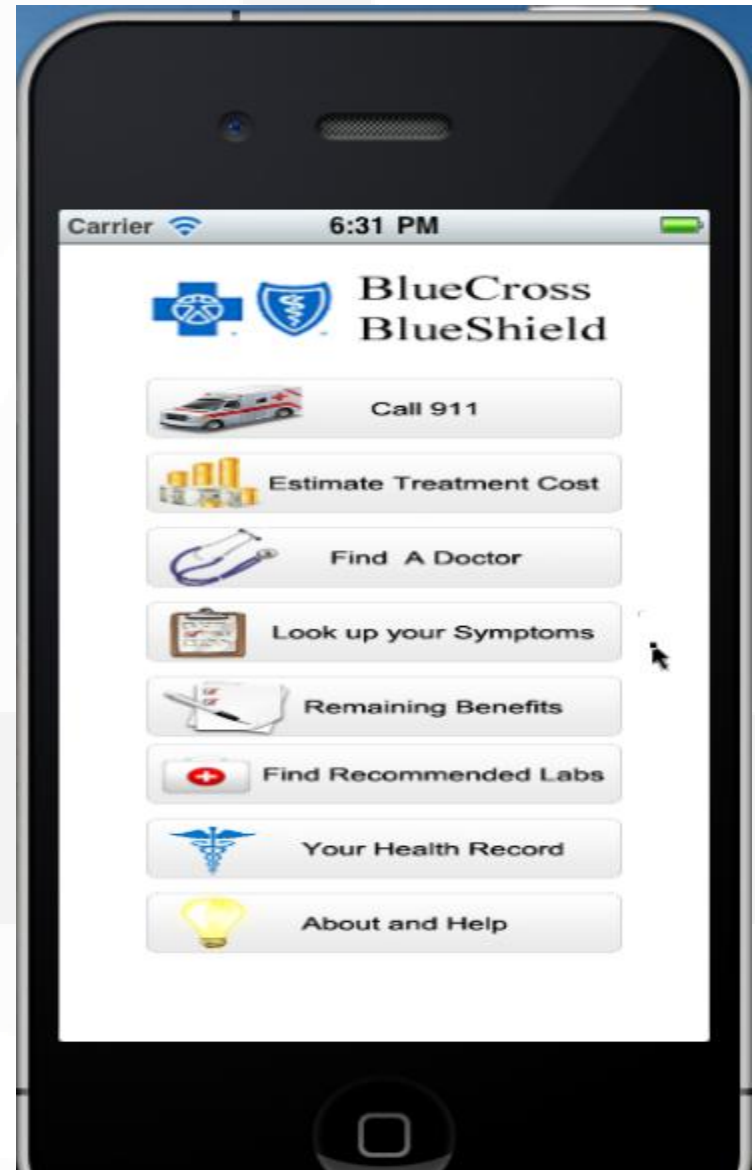 Carrier 6:31 PM
BlueCross
BlueShield
Call 911
Estimate Treatment Cost
Find A Doctor
Look up your Symptoms
Remaining Benefits
Find Recommended Labs
Your Health Record
About and Help